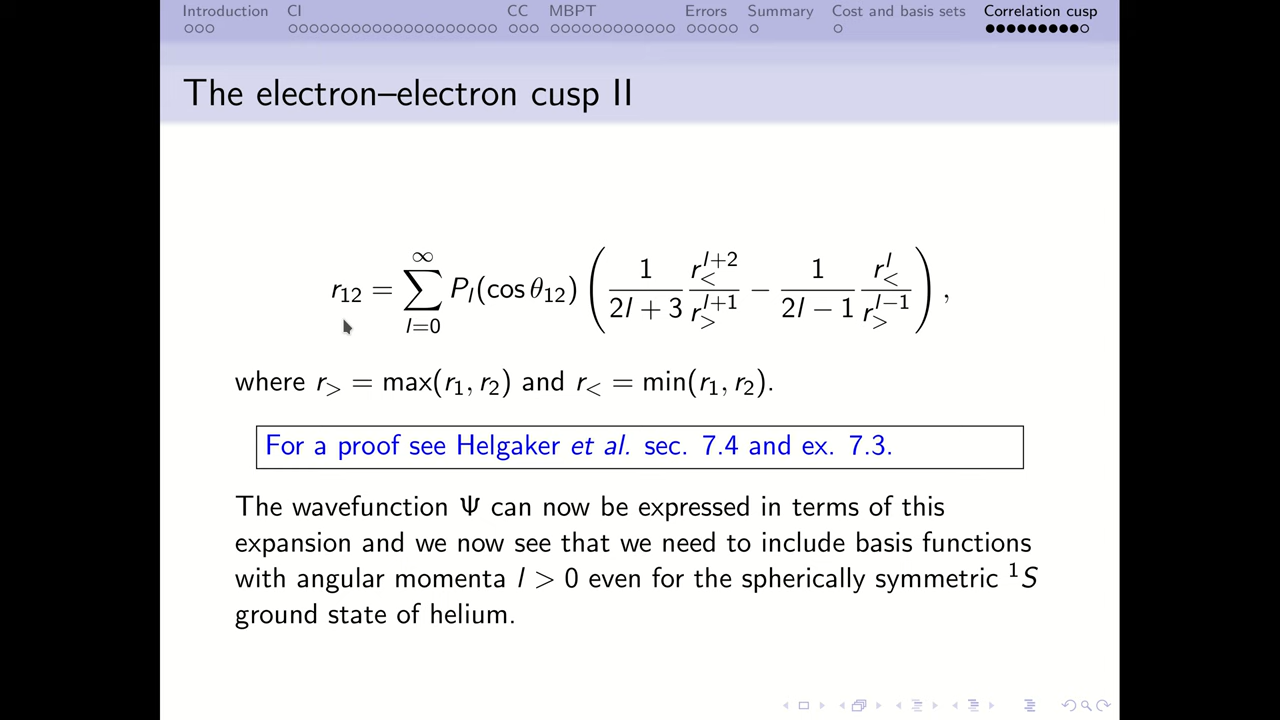 Introduction CI CC MBPT Errors Summary Cost and basis sets Correlation cusp
The electron–electron cusp II
r₁₂ = ∑_{l=0}^{∞} P_l(cos θ₁₂) ( \frac{1}{2l + 3} \frac{r_<^{l+2}}{r_>^{l+1}} − \frac{1}{2l − 1} \frac{r_<^{l}}{r_>^{l−1}} ) ,
where r_> = max(r₁, r₂) and r_< = min(r₁, r₂).
For a proof see Helgaker et al. sec. 7.4 and ex. 7.3.
The wavefunction Ψ can now be expressed in terms of this
expansion and we now see that we need to include basis functions
with angular momenta l > 0 even for the spherically symmetric ¹S
ground state of helium.